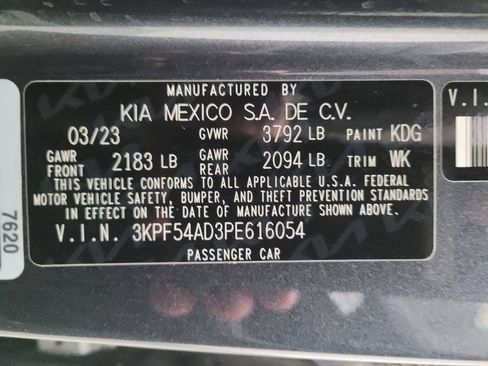 MANUFACTURED BY
KIA MEXICO S.A. DE C.V.
03/23 GVWR 3792 LB PAINT KDG
GAWR FRONT 2183 LB GAWR REAR 2094 LB TRIM WK
THIS VEHICLE CONFORMS TO ALL APPLICABLE U.S.A. FEDERAL
MOTOR VEHICLE SAFETY, BUMPER, AND THEFT PREVENTION STANDARDS
IN EFFECT ON THE DATE OF MANUFACTURE SHOWN ABOVE.
V.I.N. 3KPF54AD3PE616054
PASSENGER CAR
7620
V.I.